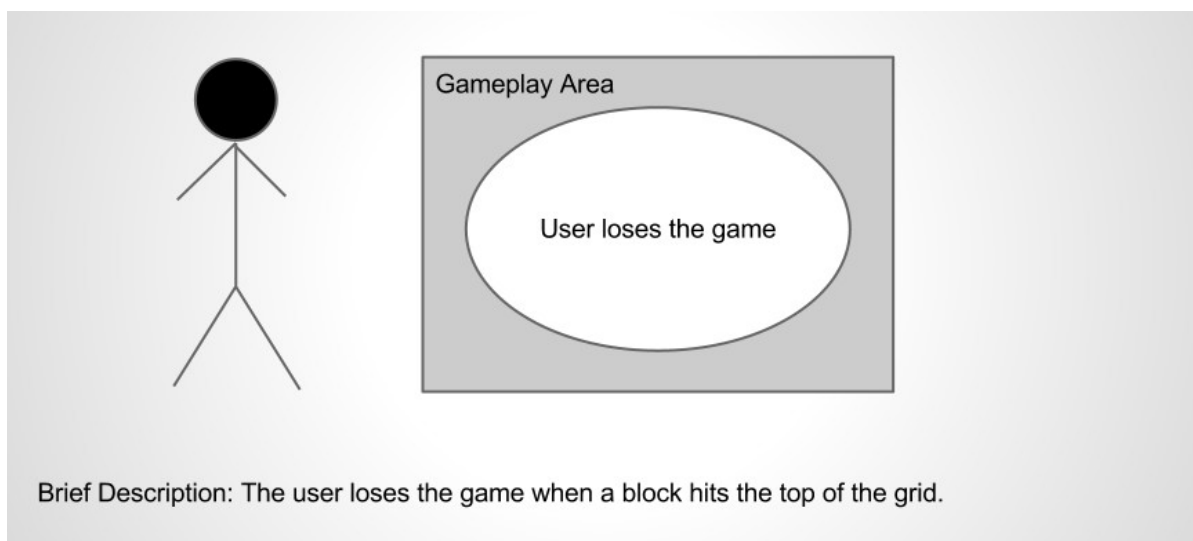 Gameplay Area
User loses the game
Brief Description: The user loses the game when a block hits the top of the grid.